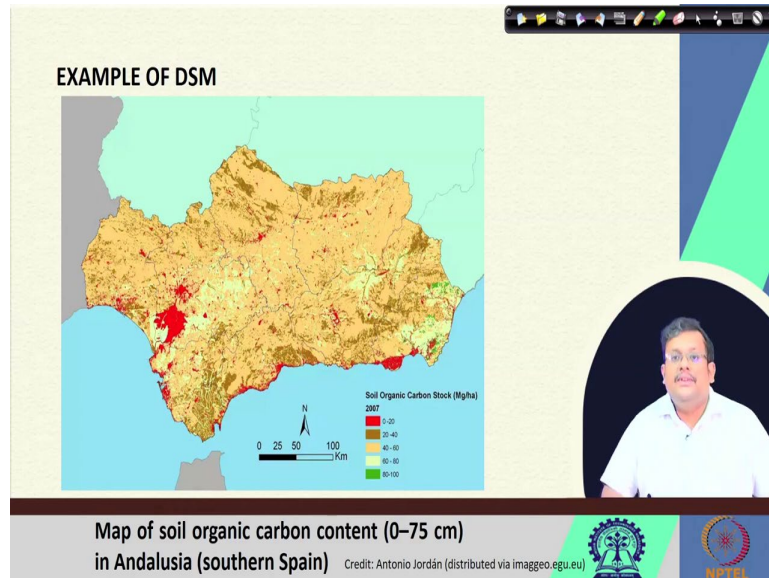 EXAMPLE OF DSM
N
0 25 50 100
Km
Soil Organic Carbon Stock (Mg/ha)
2007
0-20
20-40
40-60
60-80
80-100
Map of soil organic carbon content (0–75 cm)
in Andalusia (southern Spain) Credit: Antonio Jordán (distributed via imaggeo.egu.eu)
NPTEL